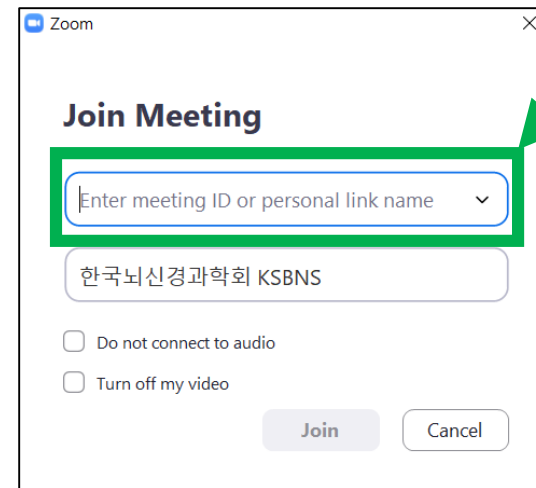 Zoom
Join Meeting
Enter meeting ID or personal link name
한국뇌신경과학회 KSBNS
Do not connect to audio
Turn off my video
Join Cancel